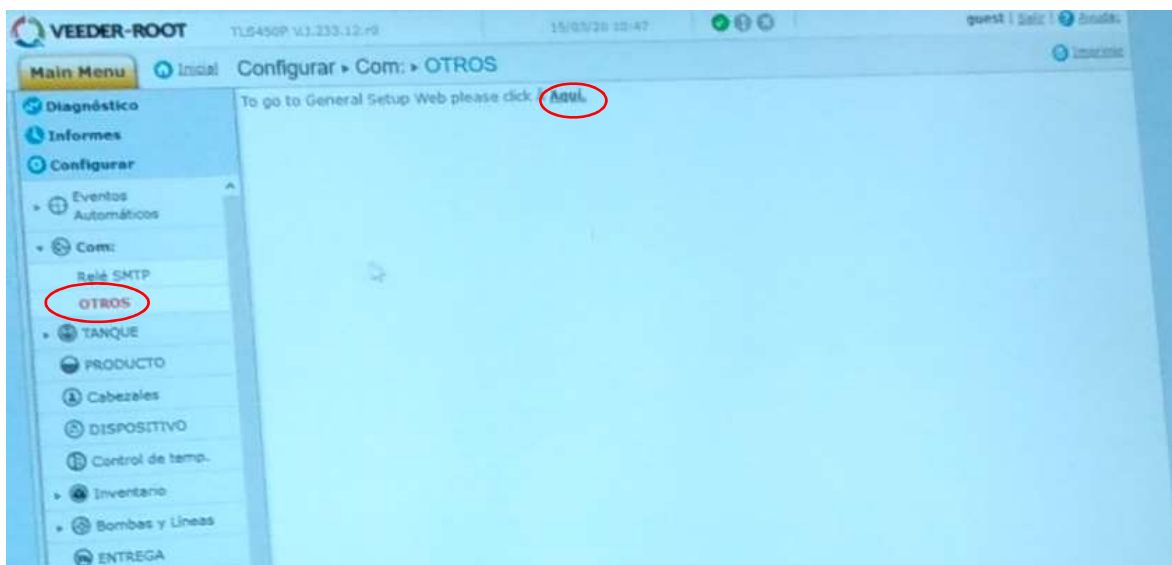 VEEDER-ROOT
TLS450P V.1.233.12.r0
15/03/20 10:47
guest | Salir | Ayuda.
Main Menu
Inicial
Configurar ▸ Com: ▸ OTROS
Imprimir
Diagnóstico
To go to General Setup Web please click
Aquí.
Informes
Configurar
Eventos
Automáticos
Com:
Relé SMTP
OTROS
TANQUE
PRODUCTO
Cabezales
DISPOSITIVO
Control de temp.
Inventario
Bombas y Líneas
ENTREGA